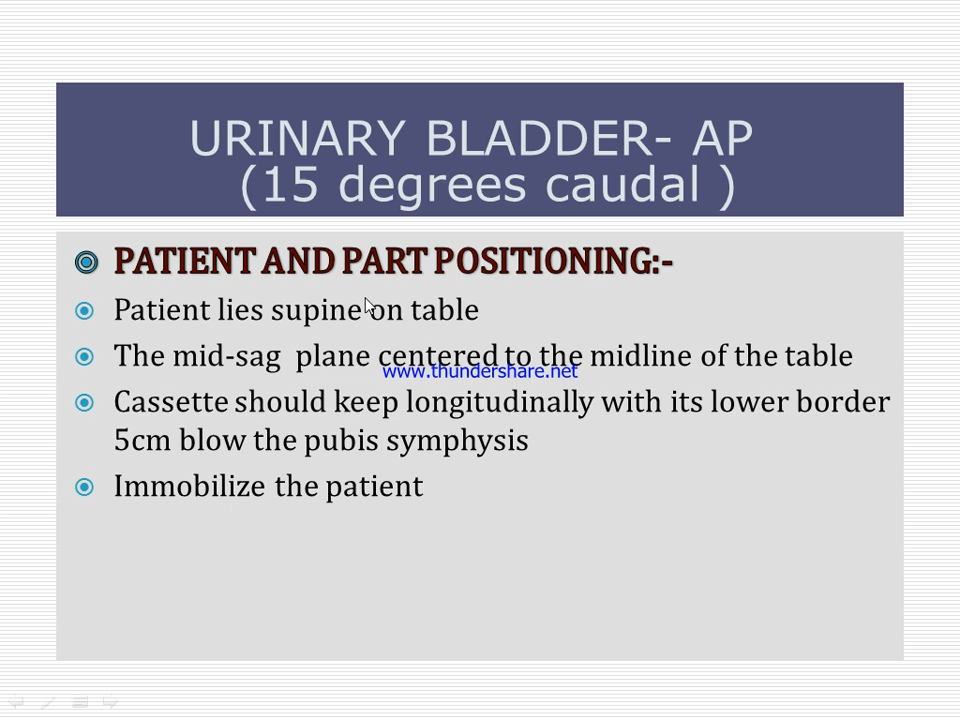 URINARY BLADDER- AP
(15 degrees caudal )
PATIENT AND PART POSITIONING:-
Patient lies supine on table
The mid-sag plane centered to the midline of the table
www.thundershare.net
Cassette should keep longitudinally with its lower border
5cm blow the pubis symphysis
Immobilize the patient